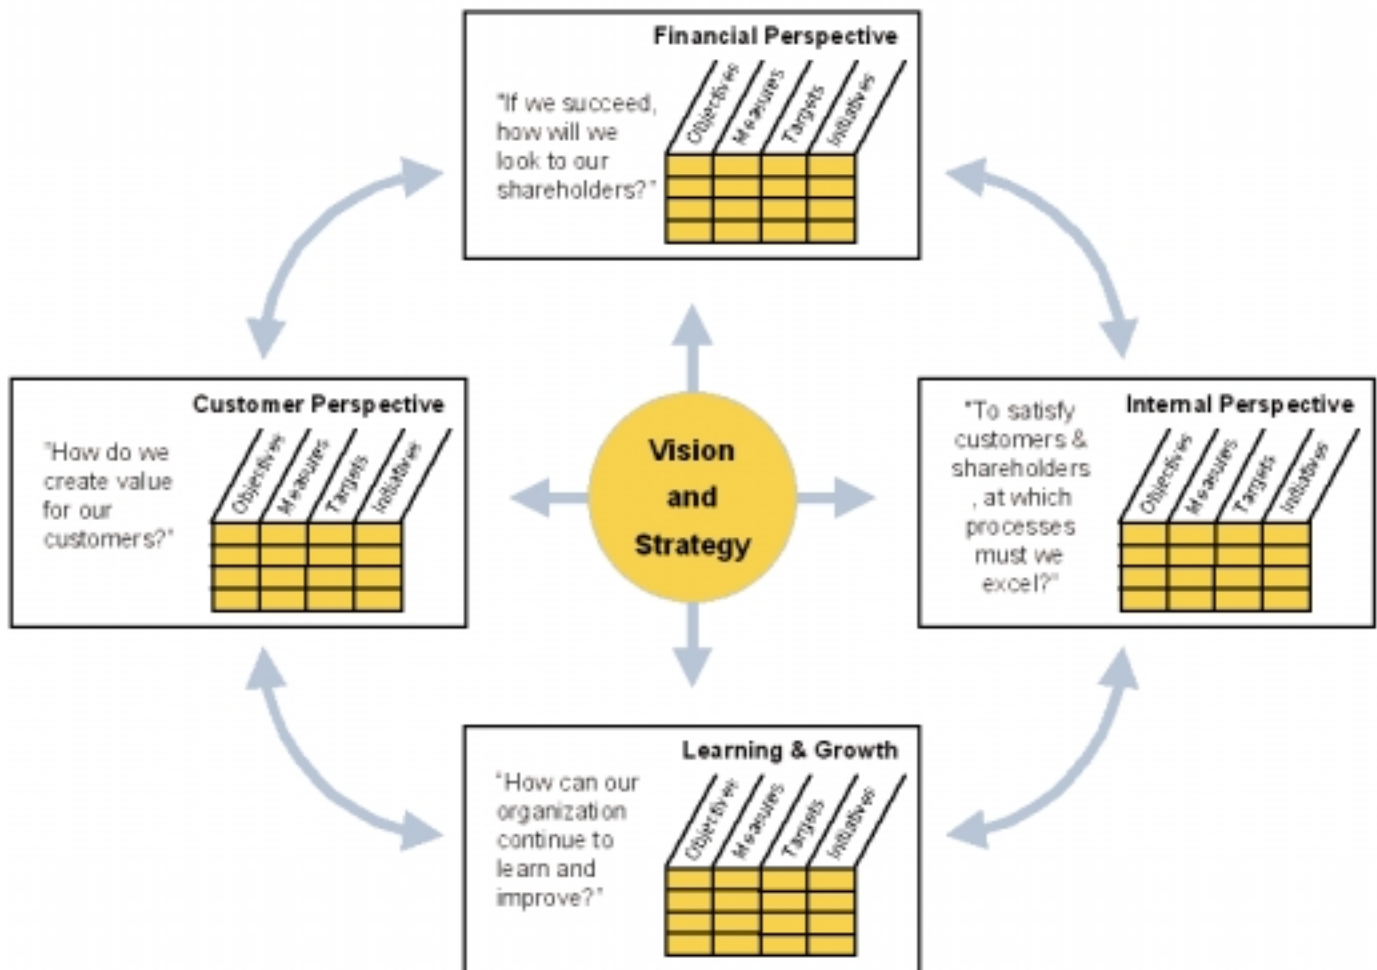 Financial Perspective
"If we succeed,
how will we
look to our
shareholders?"
Objectives
Measures
Targets
Initiatives
Customer Perspective
"How do we
create value
for our
customers?"
Objectives
Measures
Targets
Initiatives
Vision
and
Strategy
Internal Perspective
"To satisfy
customers &
shareholders
, at which
processes
must we
excel?"
Objectives
Measures
Targets
Initiatives
Learning & Growth
"How can our
organization
continue to
learn and
improve?"
Objectives
Measures
Targets
Initiatives